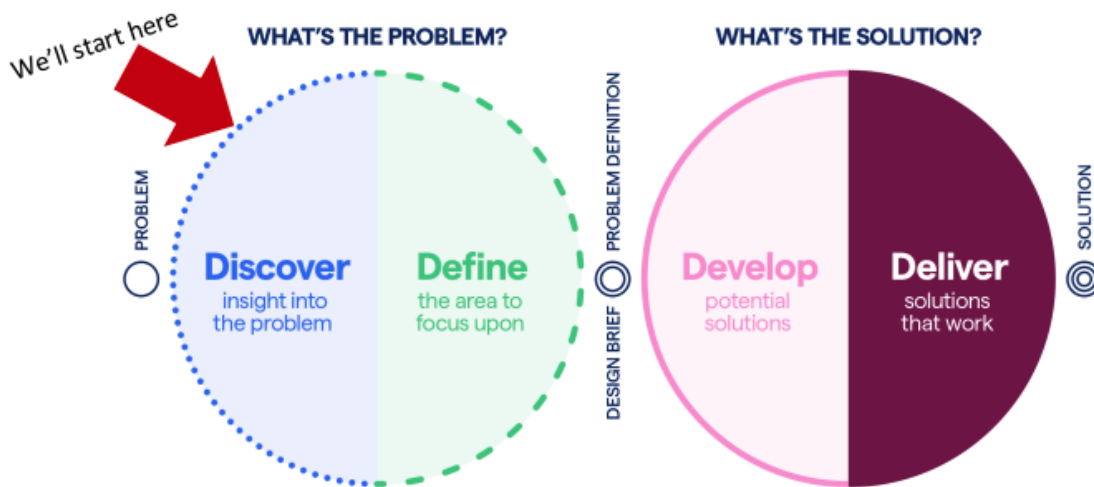 We'll start here
WHAT'S THE PROBLEM?
WHAT'S THE SOLUTION?
PROBLEM
Discover
insight into
the problem
Define
the area to
focus upon
PROBLEM DEFINITION
DESIGN BRIEF
Develop
potential
solutions
Deliver
solutions
that work
SOLUTION